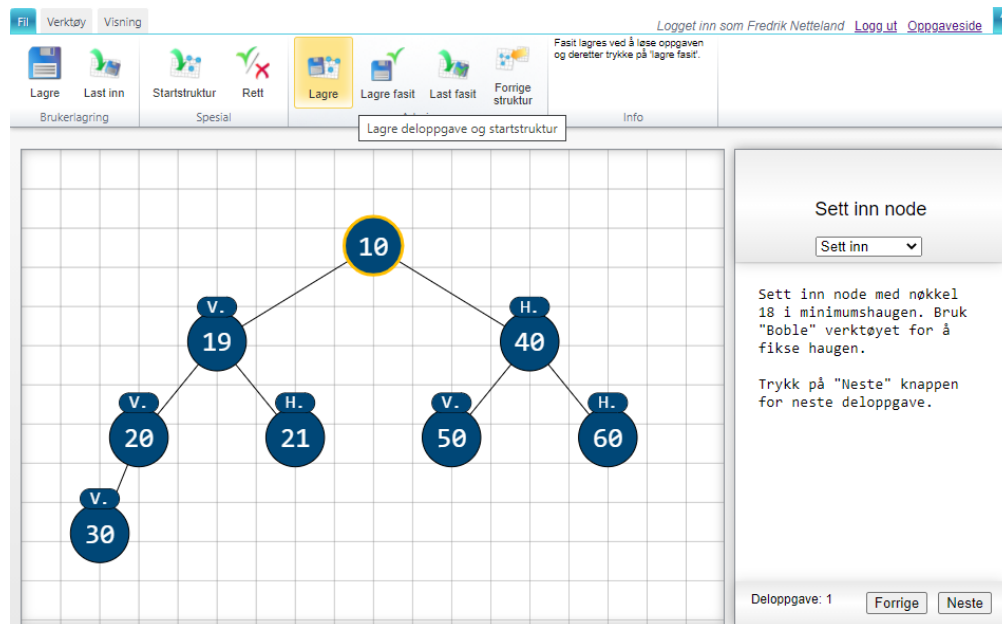 Fil Verktøy Visning
Logget inn som Fredrik Netteland Logg ut Oppgaveside
Lagre Last inn
Brukerlagring
Startstruktur Rett
Spesial
Lagre Lagre fasit Last fasit Forrige
struktur
Fasit lagres ved å løse oppgaven
og deretter trykke på 'lagre fasit'.
Info
Lagre deloppgave og startstruktur
10
V. H.
19 40
V. H. V. H.
20 21 50 60
V.
30
Sett inn node
Sett inn
Sett inn node med nøkkel
18 i minimumshaugen. Bruk
"Boble" verktøyet for å
fikse haugen.
Trykk på "Neste" knappen
for neste deloppgave.
Deloppgave: 1 Forrige Neste